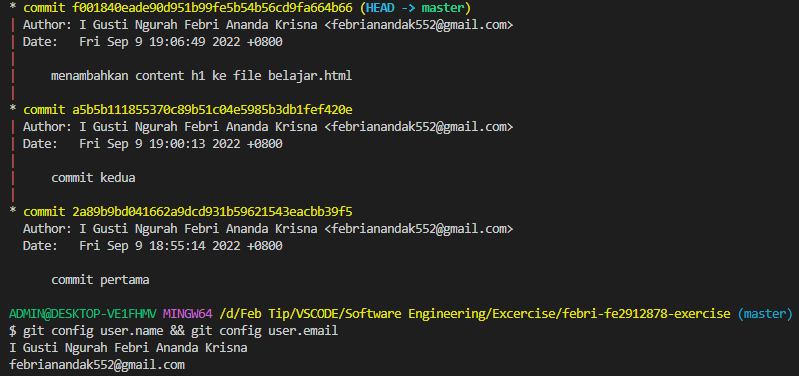 * commit f001840eade90d951b99fe5b54b56cd9fa664b66 (HEAD -> master)
| Author: I Gusti Ngurah Febri Ananda Krisna <febrianandak552@gmail.com>
| Date:   Fri Sep 9 19:06:49 2022 +0800
|
|     menambahkan content h1 ke file belajar.html
|
* commit a5b5b111855370c89b51c04e5985b3db1fef420e
| Author: I Gusti Ngurah Febri Ananda Krisna <febrianandak552@gmail.com>
| Date:   Fri Sep 9 19:00:13 2022 +0800
|
|     commit kedua
|
* commit 2a89b9bd041662a9dcd931b59621543eacbb39f5
  Author: I Gusti Ngurah Febri Ananda Krisna <febrianandak552@gmail.com>
  Date:   Fri Sep 9 18:55:14 2022 +0800

      commit pertama

ADMIN@DESKTOP-VE1FHMV MINGW64 /d/Feb Tip/VSCODE/Software Engineering/Excercise/febri-fe2912878-exercise (master)
$ git config user.name && git config user.email
I Gusti Ngurah Febri Ananda Krisna
febrianandak552@gmail.com